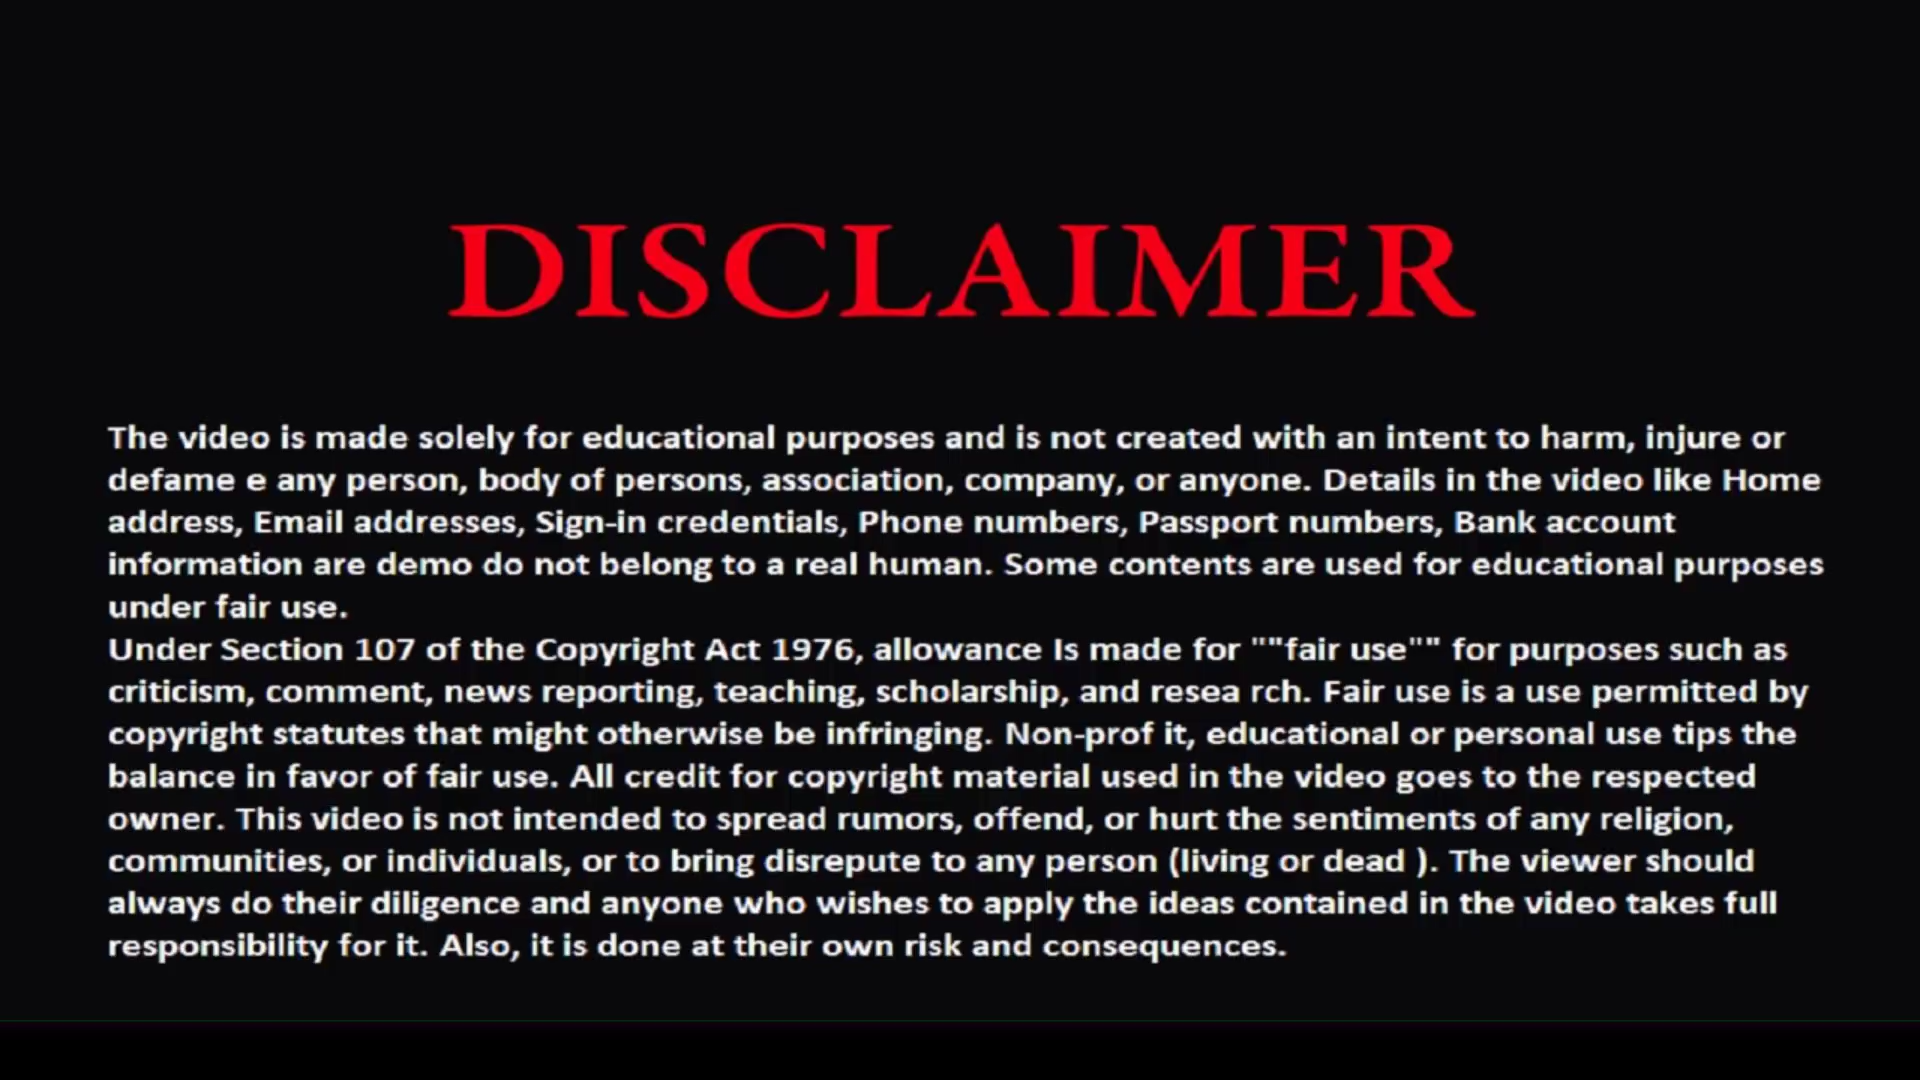 DISCLAIMER
The video is made solely for educational purposes and is not created with an intent to harm, injure or
defame e any person, body of persons, association, company, or anyone. Details in the video like Home
address, Email addresses, Sign-in credentials, Phone numbers, Passport numbers, Bank account
information are demo do not belong to a real human. Some contents are used for educational purposes
under fair use.
Under Section 107 of the Copyright Act 1976, allowance Is made for ""fair use"" for purposes such as
criticism, comment, news reporting, teaching, scholarship, and resea rch. Fair use is a use permitted by
copyright statutes that might otherwise be infringing. Non-prof it, educational or personal use tips the
balance in favor of fair use. All credit for copyright material used in the video goes to the respected
owner. This video is not intended to spread rumors, offend, or hurt the sentiments of any religion,
communities, or individuals, or to bring disrepute to any person (living or dead ). The viewer should
always do their diligence and anyone who wishes to apply the ideas contained in the video takes full
responsibility for it. Also, it is done at their own risk and consequences.